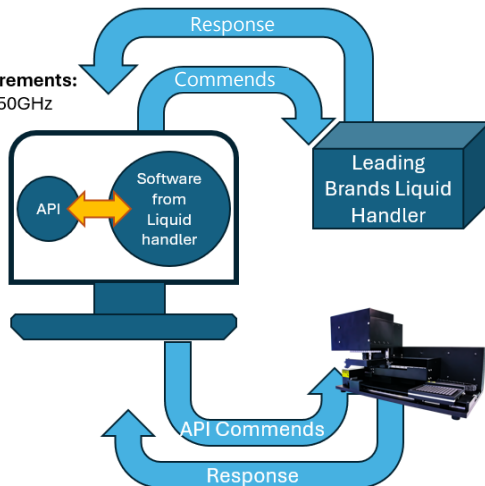 Response
Commends
rements:
50GHz
API
Software
from
Liquid
handler
Leading
Brands Liquid
Handler
API Commends
Response